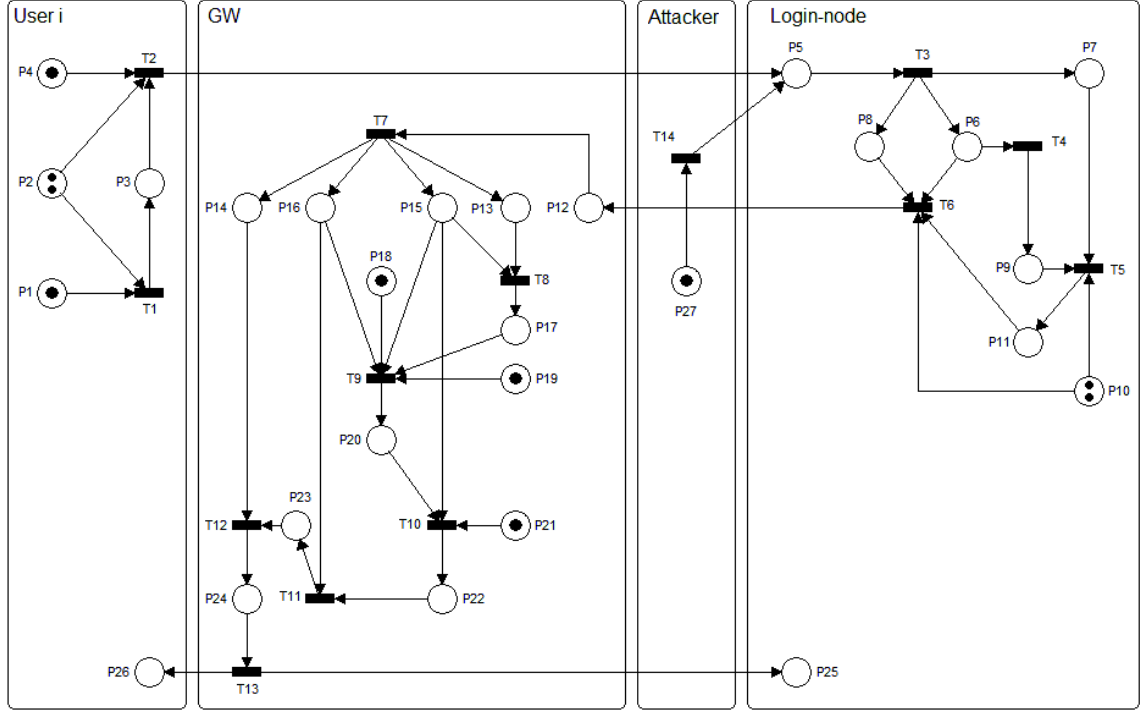 User i
GW
Attacker
Login-node
T2
P5
T3
P7
P4
T7
P8
P6
T14
T4
P2
P3
P14
P16
P15
P13
P12
T6
P18
P9
T5
T8
P1
T1
P27
P17
P11
T9
P19
P10
P20
P23
T12
T10
P21
P24
T11
P22
P26
P25
T13